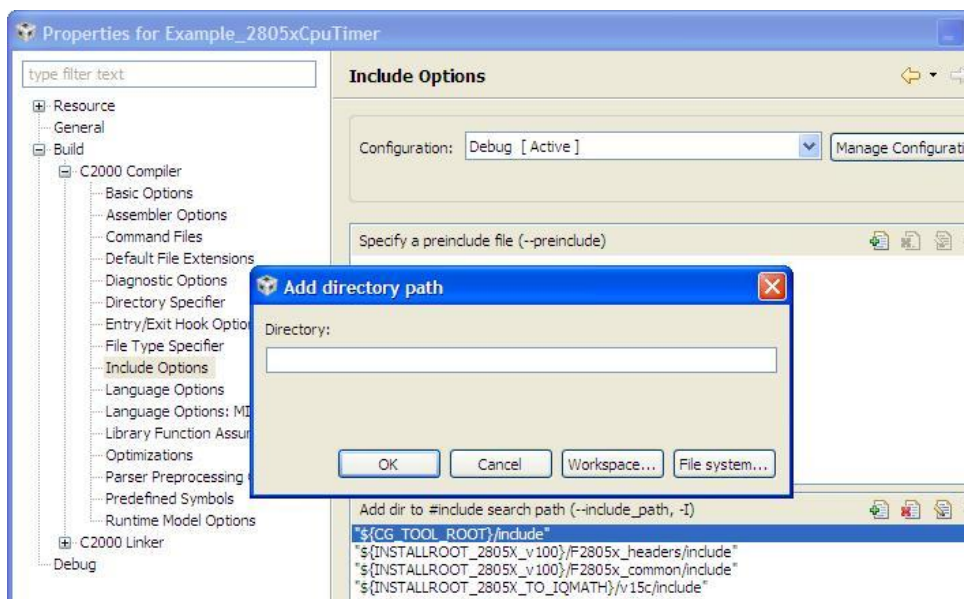 Properties for Example_2805xCpuTimer
type filter text
Resource
General
Build
C2000 Compiler
Basic Options
Assembler Options
Command Files
Default File Extensions
Diagnostic Options
Directory Specifier
Entry/Exit Hook Option
File Type Specifier
Include Options
Language Options
Language Options: MI
Library Function Assu
Optimizations
Parser Preprocessing
Predefined Symbols
Runtime Model Options
C2000 Linker
Debug
Include Options
Configuration: Debug [ Active ] Manage Configurati
Specify a preinclude file (--preinclude)
Add directory path
Directory:
OK Cancel Workspace... File system...
Add dir to #include search path (--include_path, -I)
"${CG_TOOL_ROOT}/include"
"${INSTALLROOT_2805X_v100}/F2805x_headers/include"
"${INSTALLROOT_2805X_v100}/F2805x_common/include"
"${INSTALLROOT_2805X_TO_IQMATH}/v15c/include"